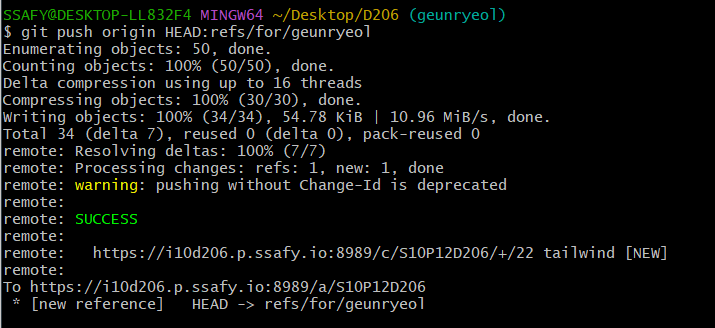 SSAFY@DESKTOP-LL832F4 MINGW64 ~/Desktop/D206 (geunryeol)
$ git push origin HEAD:refs/for/geunryeol
Enumerating objects: 50, done.
Counting objects: 100% (50/50), done.
Delta compression using up to 16 threads
Compressing objects: 100% (30/30), done.
Writing objects: 100% (34/34), 54.78 KiB | 10.96 MiB/s, done.
Total 34 (delta 7), reused 0 (delta 0), pack-reused 0
remote: Resolving deltas: 100% (7/7)
remote: Processing changes: refs: 1, new: 1, done
remote: warning: pushing without Change-Id is deprecated
remote:
remote: SUCCESS
remote:
remote:   https://i10d206.p.ssafy.io:8989/c/S10P12D206/+/22 tailwind [NEW]
remote:
To https://i10d206.p.ssafy.io:8989/a/S10P12D206
 * [new reference]   HEAD -> refs/for/geunryeol